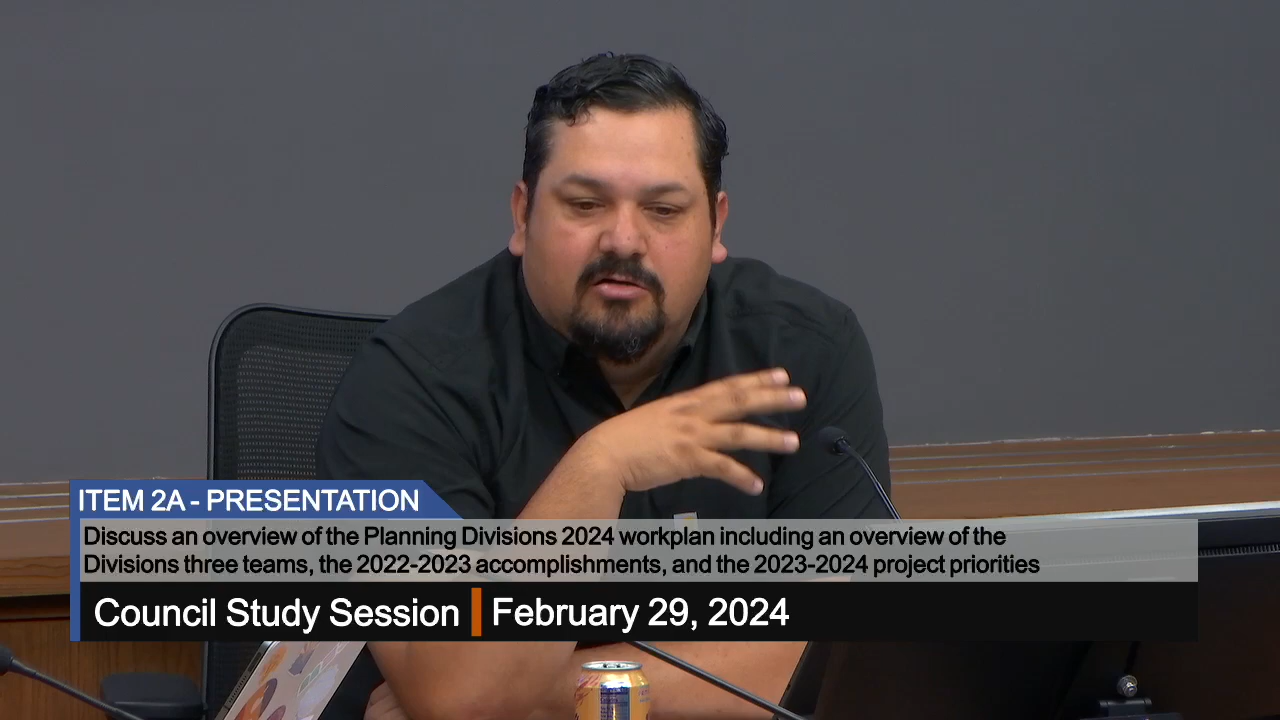 ITEM 2A - PRESENTATION
Discuss an overview of the Planning Divisions 2024 workplan including an overview of the
Divisions three teams, the 2022-2023 accomplishments, and the 2023-2024 project priorities
Council Study Session | February 29, 2024